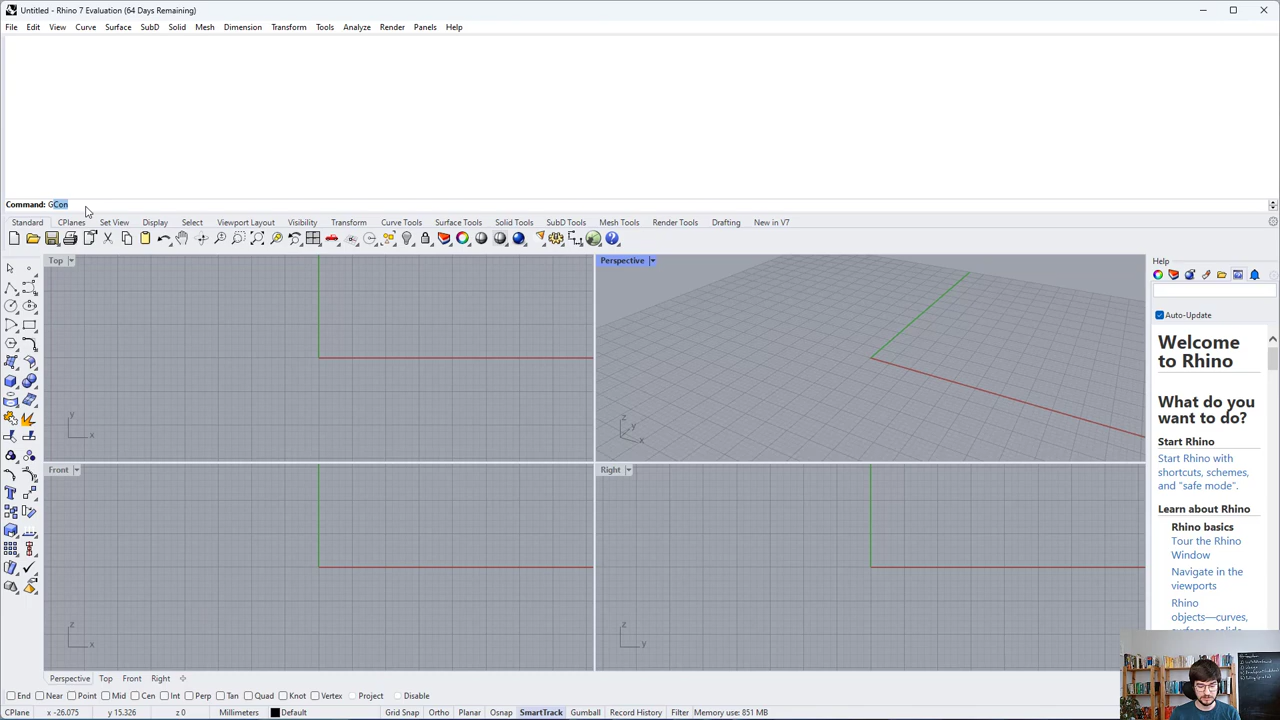 Untitled - Rhino 7 Evaluation (64 Days Remaining)
File Edit View Curve Surface SubD Solid Mesh Dimension Transform Tools Analyze Render Panels Help
Command: GCon
Standard CPlanes Set View Display Select Viewport Layout Visibility Transform Curve Tools Surface Tools Solid Tools SubD Tools Mesh Tools Render Tools Drafting New in V7
Top
Perspective
Help
Auto-Update
Welcome
to Rhino
What do you
want to do?
Start Rhino
Start Rhino with
shortcuts, schemes,
and "safe mode".
Learn about Rhino
Rhino basics
Tour the Rhino
Window
Navigate in the
viewports
Rhino
objects—curves,
y
x
z
y
x
Front
Right
z
x
z
y
Perspective Top Front Right
End Near Point Mid Cen Int Perp Tan Quad Knot Vertex Project Disable
CPlane x -26.075 y 15.326 z 0 Millimeters Default Grid Snap Ortho Planar Osnap SmartTrack Gumball Record History Filter Memory use: 851 MB